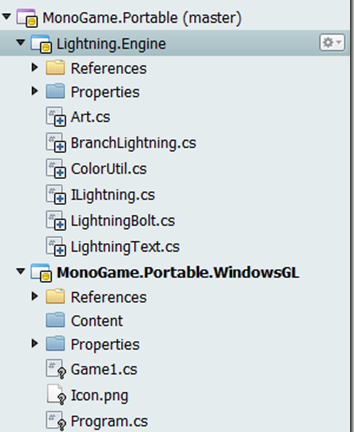 MonoGame.Portable (master)
Lightning.Engine
References
Properties
Art.cs
BranchLightning.cs
ColorUtil.cs
ILightning.cs
LightningBolt.cs
LightningText.cs
MonoGame.Portable.WindowsGL
References
Content
Properties
Game1.cs
Icon.png
Program.cs